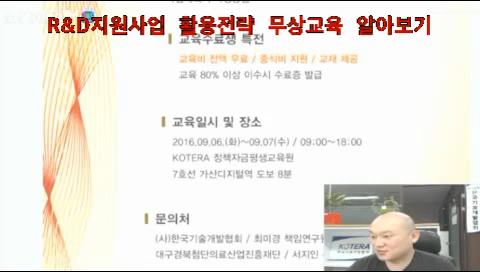 R&D지원사업 활용전략 무상교육 알아보기
교육수료생 특전
교육비 전액 무료 / 중식비 지원 / 교재 제공
교육 80% 이상 이수시 수료증 발급
교육일시 및 장소
2016.09.06.(화)~09.07(수) / 09:00~18:00
KOTERA 정책자금평생교육원
7호선 가산디지털역 도보 8분
문의처
(사)한국기술개발협회 / 최미경 책임연구원
대구경북첨단의료산업진흥재단 / 서지인
KOTERA